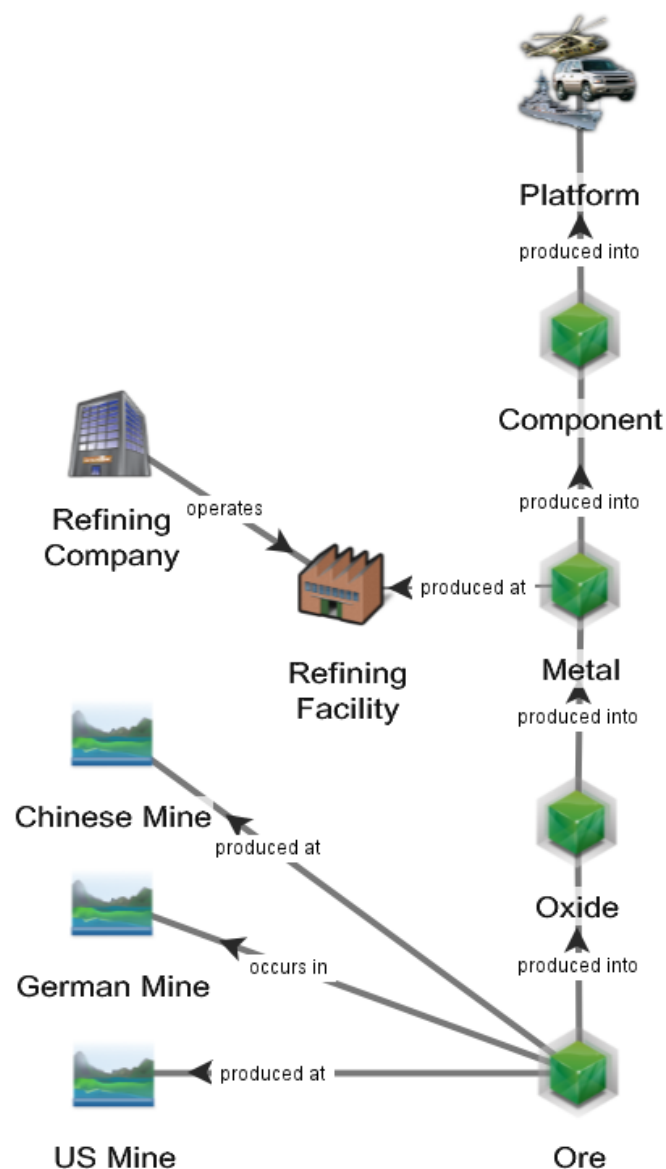 Platform
produced into
Component
produced into
Refining
Company
operates
produced at
Refining
Facility
Metal
produced into
Chinese Mine
produced at
Oxide
produced into
German Mine
occurs in
US Mine
produced at
Ore